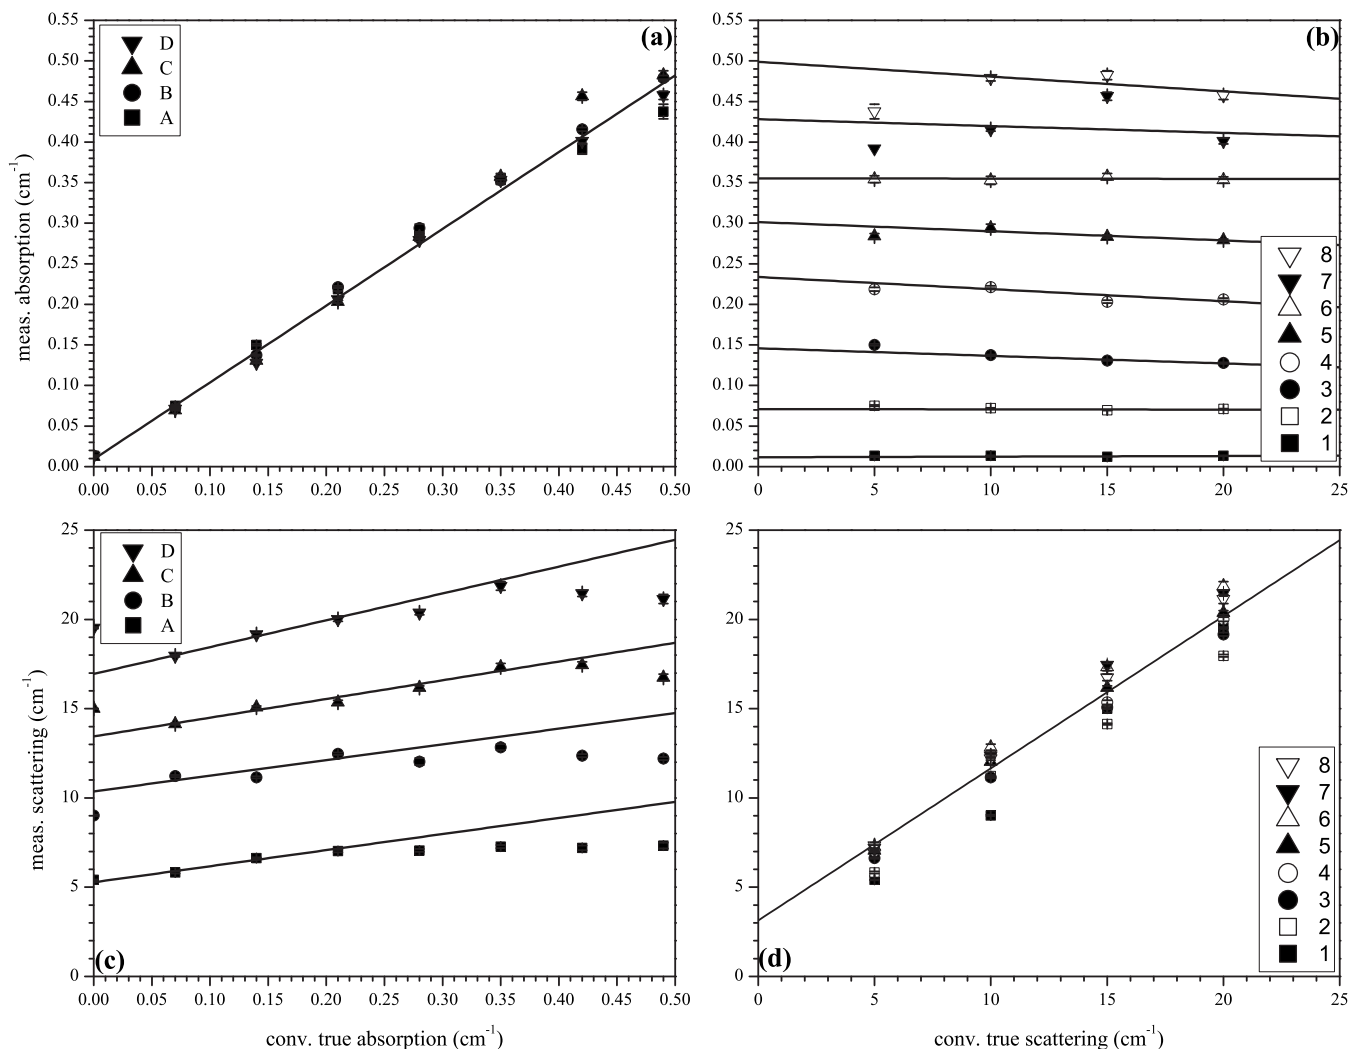 (a)
D
C
B
A
0.55
0.50
0.45
0.40
0.35
0.30
0.25
0.20
0.15
0.10
0.05
0.00
meas. absorption (cm-1)
0.00 0.05 0.10 0.15 0.20 0.25 0.30 0.35 0.40 0.45 0.50
(b)
0.55
0.50
0.45
0.40
0.35
0.30
0.25
0.20
0.15
0.10
0.05
0.00
8
7
6
5
4
3
2
1
0 5 10 15 20 25
D
C
B
A
25
20
15
10
5
0
meas. scattering (cm-1)
(c)
0.00 0.05 0.10 0.15 0.20 0.25 0.30 0.35 0.40 0.45 0.50
conv. true absorption (cm-1)
25
20
15
10
5
0
8
7
6
5
4
3
2
1
(d)
0 5 10 15 20 25
conv. true scattering (cm-1)